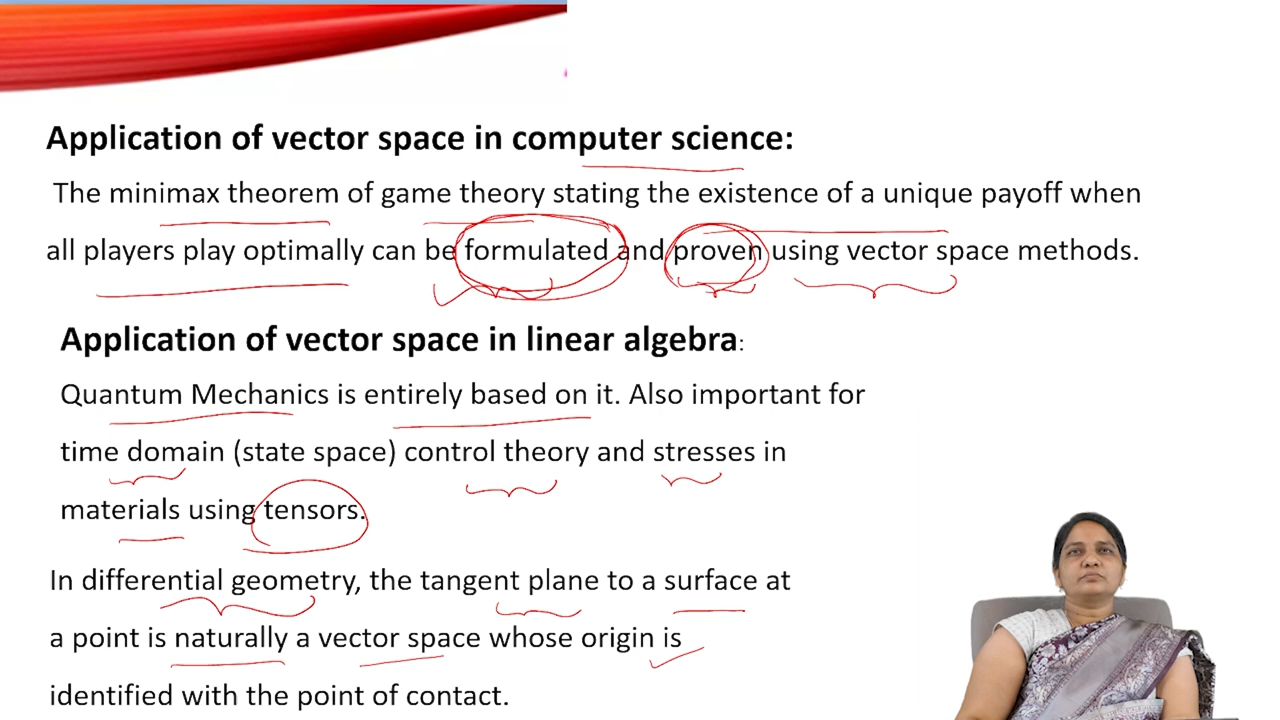 Application of vector space in computer science:
The minimax theorem of game theory stating the existence of a unique payoff when
all players play optimally can be formulated and proven using vector space methods.
Application of vector space in linear algebra:
Quantum Mechanics is entirely based on it. Also important for
time domain (state space) control theory and stresses in
materials using tensors.
In differential geometry, the tangent plane to a surface at
a point is naturally a vector space whose origin is
identified with the point of contact.